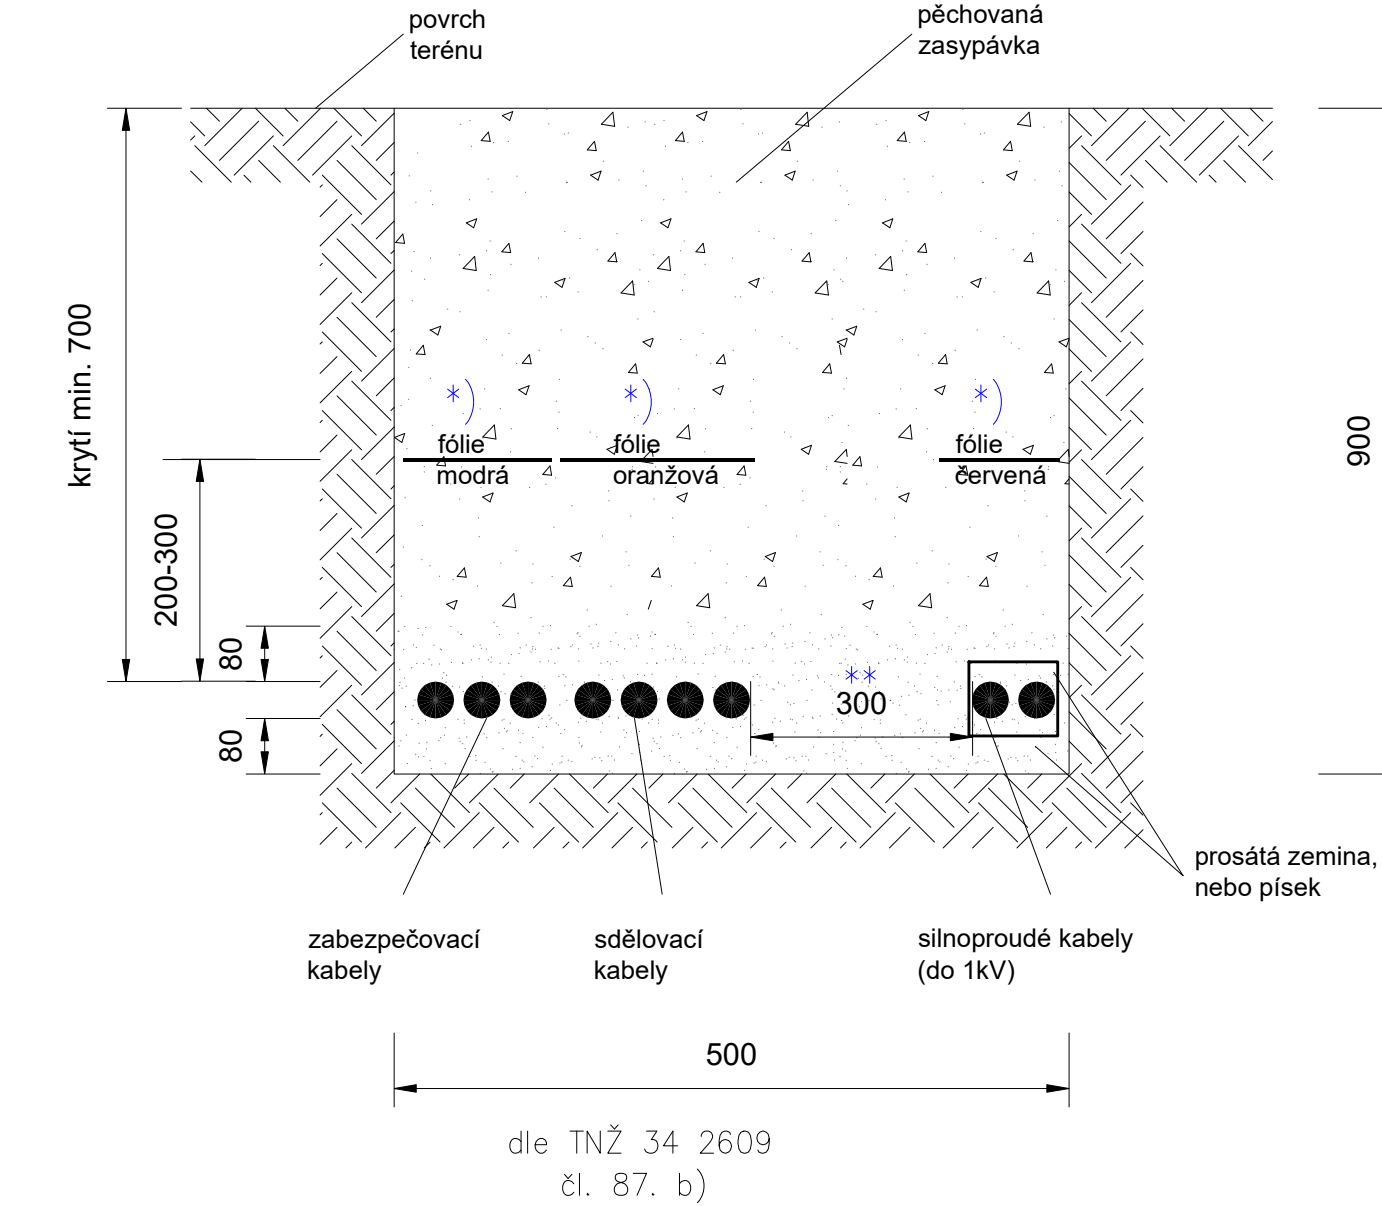 povrch
terénu
pěchovaná
zasypávka
krytí min. 700
900
*)
*)
*)
fólie
modrá
fólie
oranžová
fólie
červená
200-300
80
80
**
300
prosátá zemina,
nebo písek
zabezpečovací
kabely
sdělovací
kabely
silnoproudé kabely
(do 1kV)
500
dle TNŽ 34 2609
čl. 87. b)